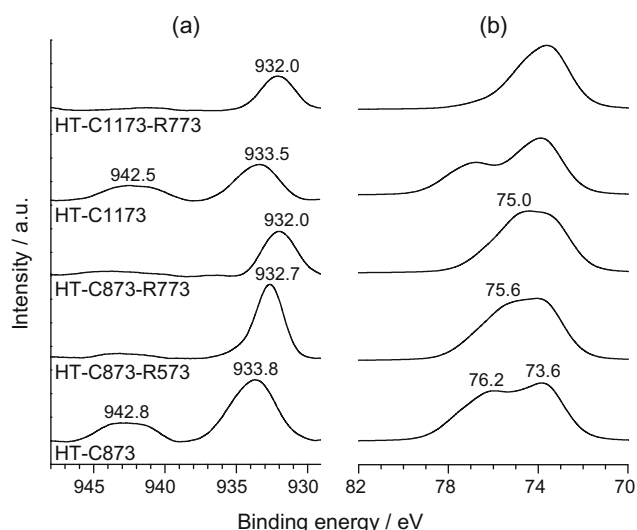 (a) (b)
932.0
HT-C1173-R773
942.5 933.5
HT-C1173
932.0 75.0
HT-C873-R773
932.7
75.6
HT-C873-R573
933.8 76.2 73.6
942.8
HT-C873
945 940 935 930 82 78 74 70
Binding energy / eV
Intensity / a.u.